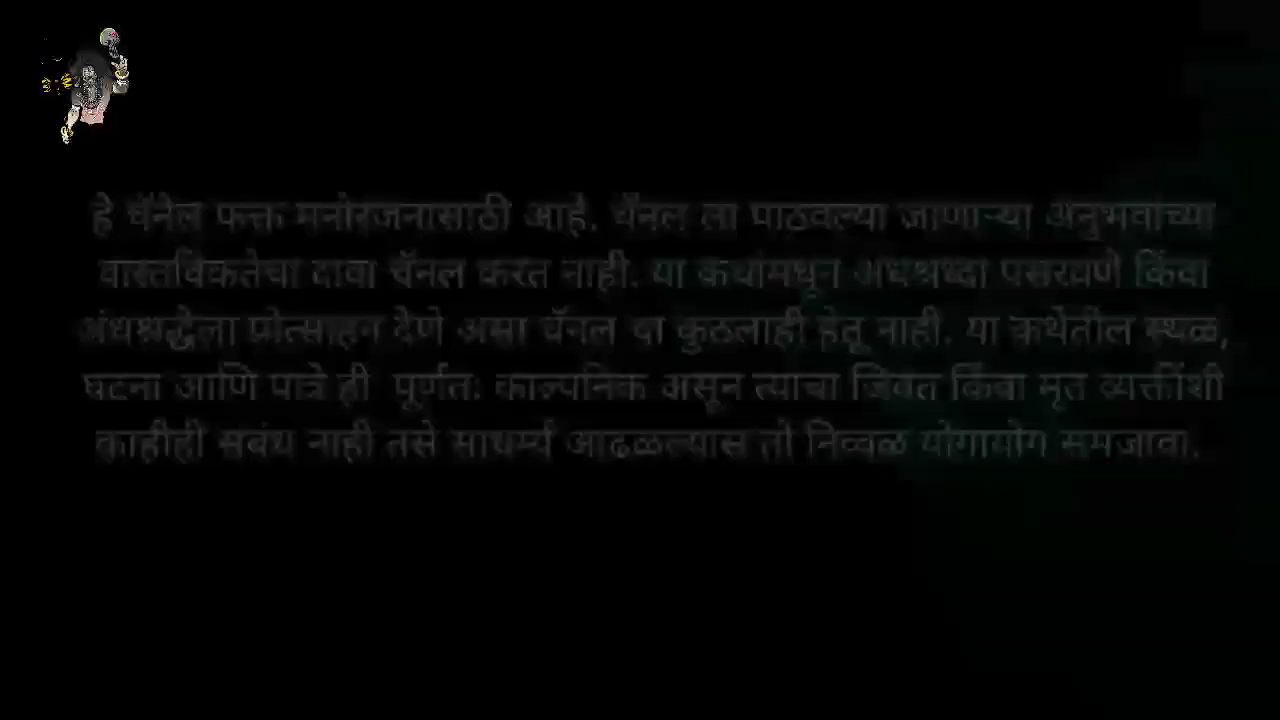 हे चॅनेल फक्त मनोरंजनासाठी आहे. चॅनल ला पाठवल्या जाणाऱ्या अनुभवांच्या
वास्तविकतेचा दावा चॅनल करत नाही. या कथांमधून अंधश्रध्दा पसरवणे किंवा
अंधश्रद्धेला प्रोत्साहन देणे असा चॅनल चा कुठलाही हेतू नाही. या कथेतील स्थळ,
घटना आणि पात्रे ही पूर्णतः काल्पनिक असून त्याचा जिवंत किंवा मृत व्यक्तींशी
काहीही संबंध नाही तसे साधर्म्य आढळल्यास तो निव्वळ योगायोग समजावा.